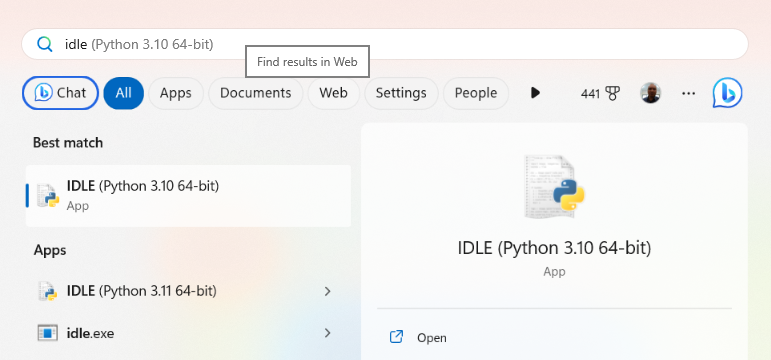 idle (Python 3.10 64-bit)
Find results in Web
Chat All Apps Documents Web Settings People 441
Best match
IDLE (Python 3.10 64-bit)
App
IDLE (Python 3.10 64-bit)
App
Apps
IDLE (Python 3.11 64-bit)
idle.exe
Open